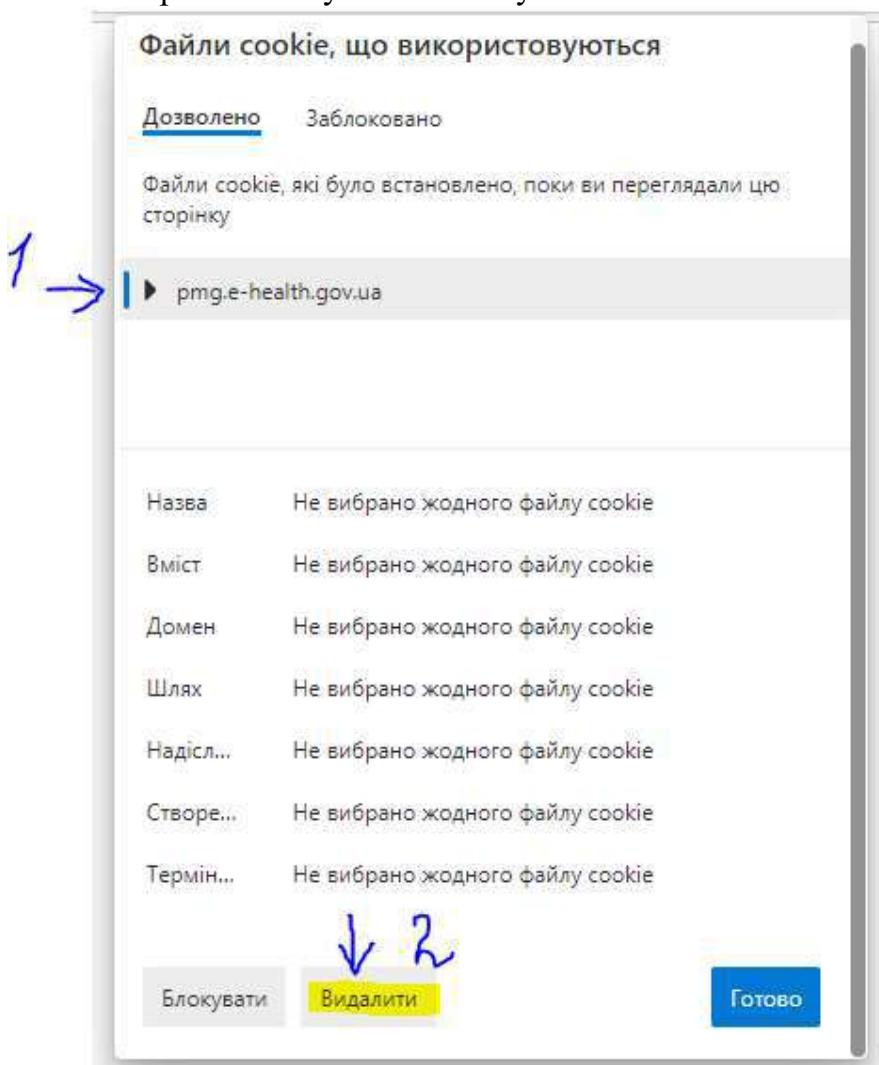 Файли cookie, що використовуються
Дозволено Заблоковано
Файли cookie, які було встановлено, поки ви переглядали цю
сторінку
1
pmg.e-health.gov.ua
Назва Не вибрано жодного файлу cookie
Вміст Не вибрано жодного файлу cookie
Домен Не вибрано жодного файлу cookie
Шлях Не вибрано жодного файлу cookie
Надісл... Не вибрано жодного файлу cookie
Створе... Не вибрано жодного файлу cookie
Термін... Не вибрано жодного файлу cookie
2
Блокувати Видалити Готово